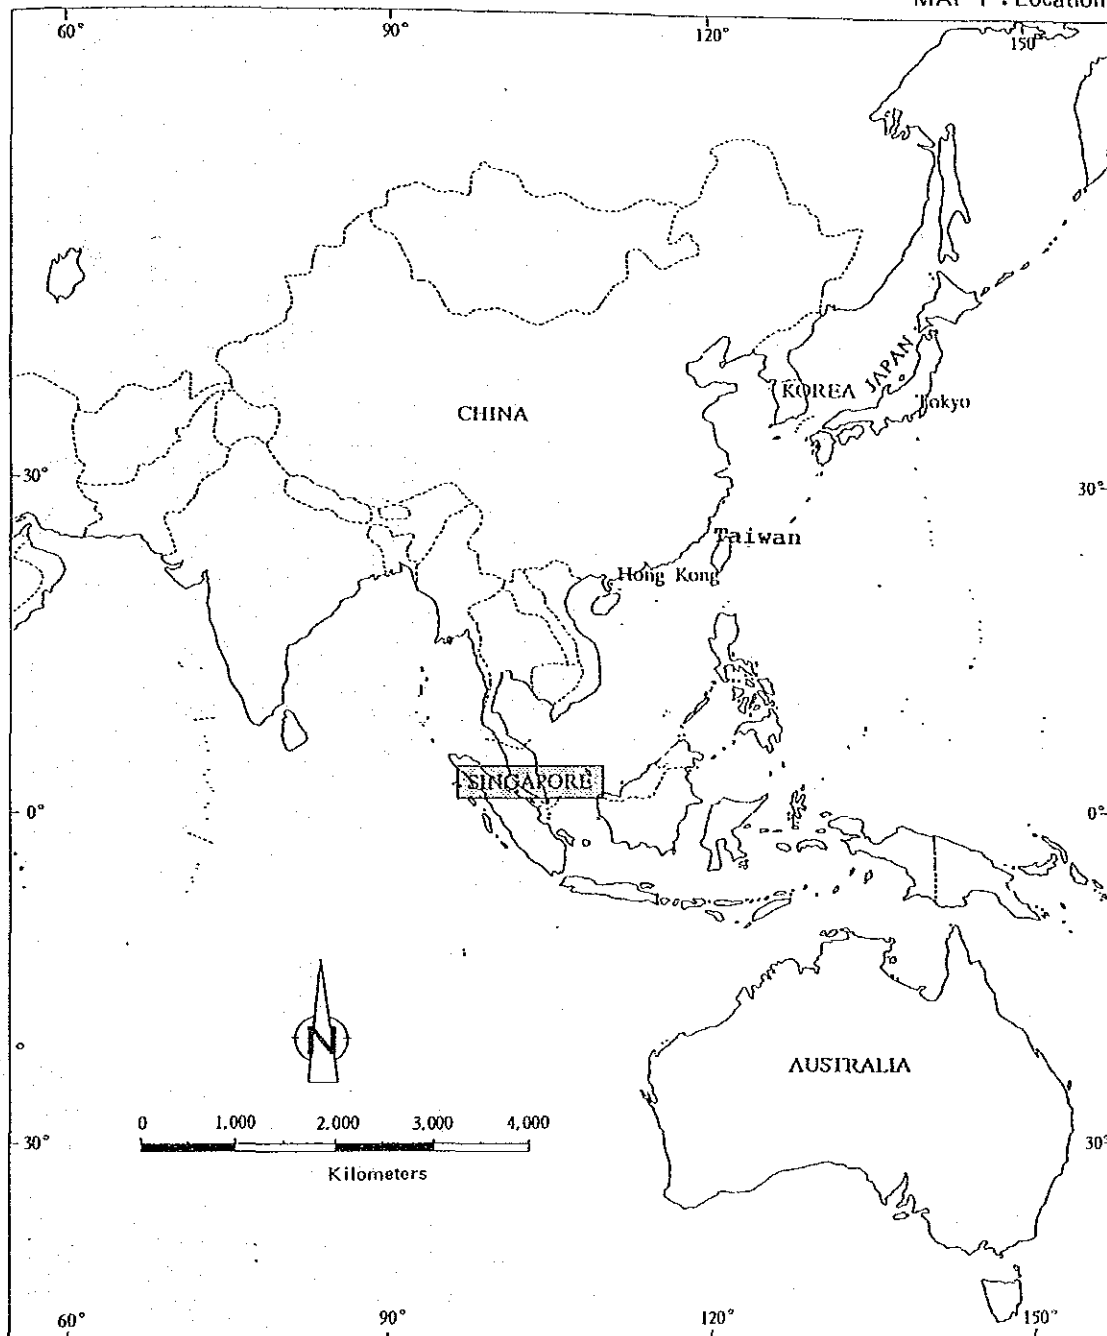 MAP 1 : Location
60° 90° 120° 150°
CHINA
KOREA
JAPAN
Tokyo
30° 30°
Taiwan
Hong Kong
SINGAPORE
0° 0°
N
AUSTRALIA
0 1,000 2,000 3,000 4,000
Kilometers
30° 30°
60° 90° 120° 150°